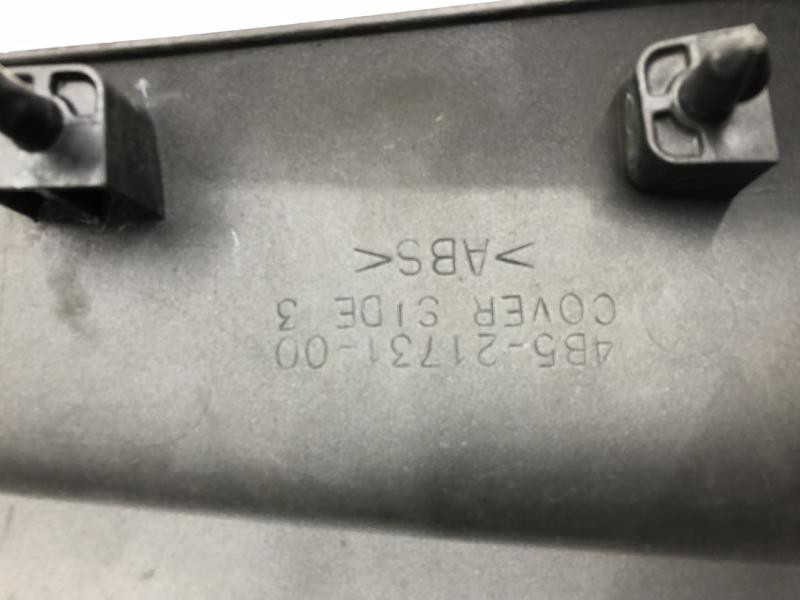 4B5-21731-00
COVER SIDE 3
>ABS<